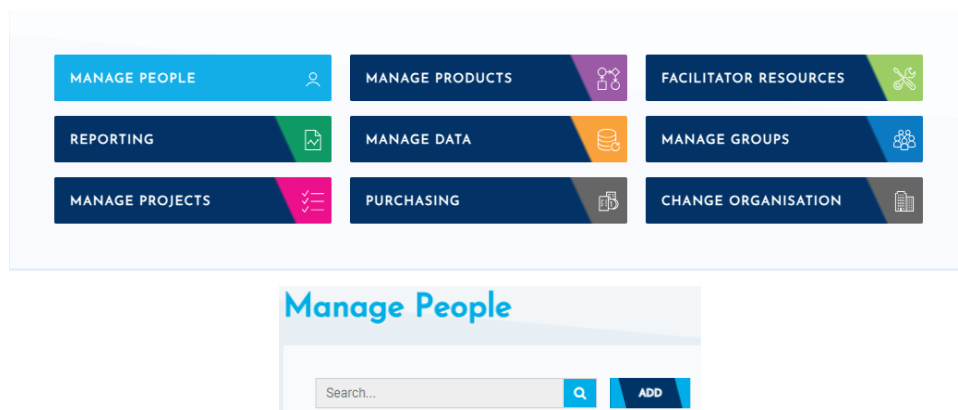 MANAGE PEOPLE
MANAGE PRODUCTS
FACILITATOR RESOURCES
REPORTING
MANAGE DATA
MANAGE GROUPS
MANAGE PROJECTS
PURCHASING
CHANGE ORGANISATION
Manage People
Search...
ADD